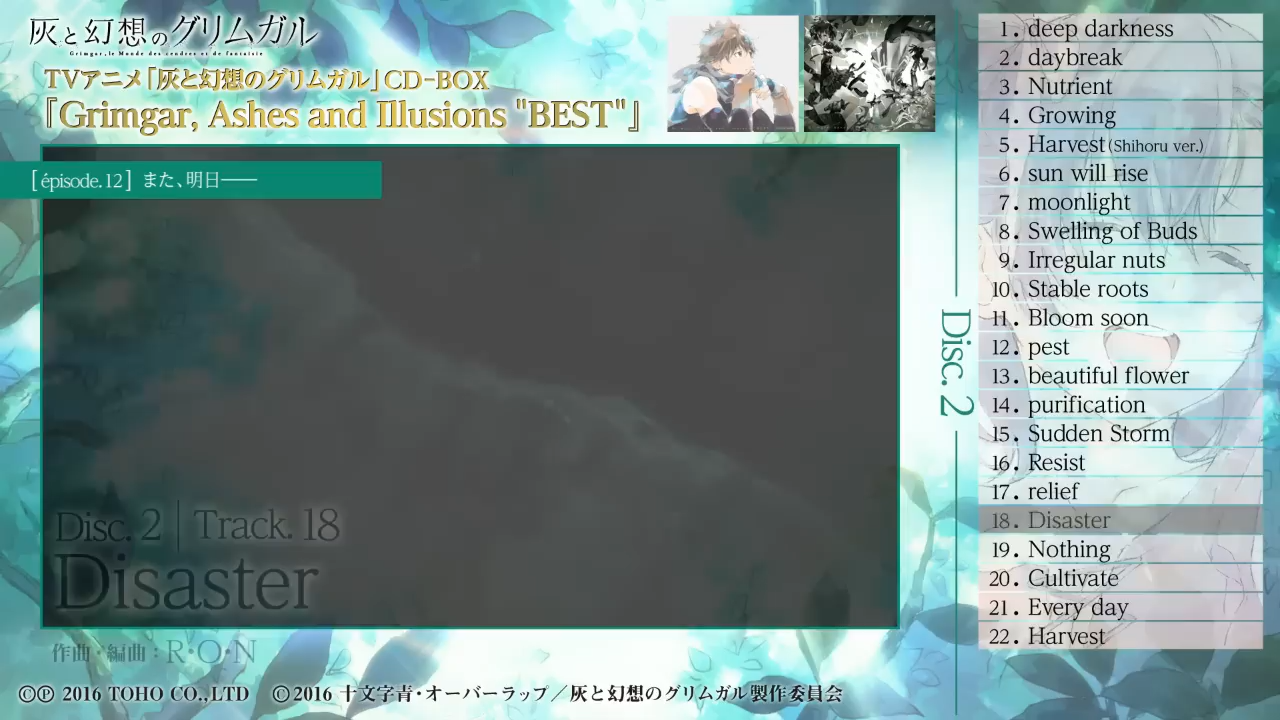 灰と幻想のグリムガル
Grimgar, le Monde des cendres et de fantaisie
TVアニメ「灰と幻想のグリムガル」CD-BOX
『Grimgar, Ashes and Illusions "BEST"』
[épisode.12] また、明日――
Disc. 2 | Track. 18
Disaster
作曲・編曲：R・O・N
©℗ 2016 TOHO CO.,LTD ©2016 十文字青・オーバーラップ／灰と幻想のグリムガル製作委員会
Disc. 2
1. deep darkness
2. daybreak
3. Nutrient
4. Growing
5. Harvest (Shihoru ver.)
6. sun will rise
7. moonlight
8. Swelling of Buds
9. Irregular nuts
10. Stable roots
11. Bloom soon
12. pest
13. beautiful flower
14. purification
15. Sudden Storm
16. Resist
17. relief
18. Disaster
19. Nothing
20. Cultivate
21. Every day
22. Harvest